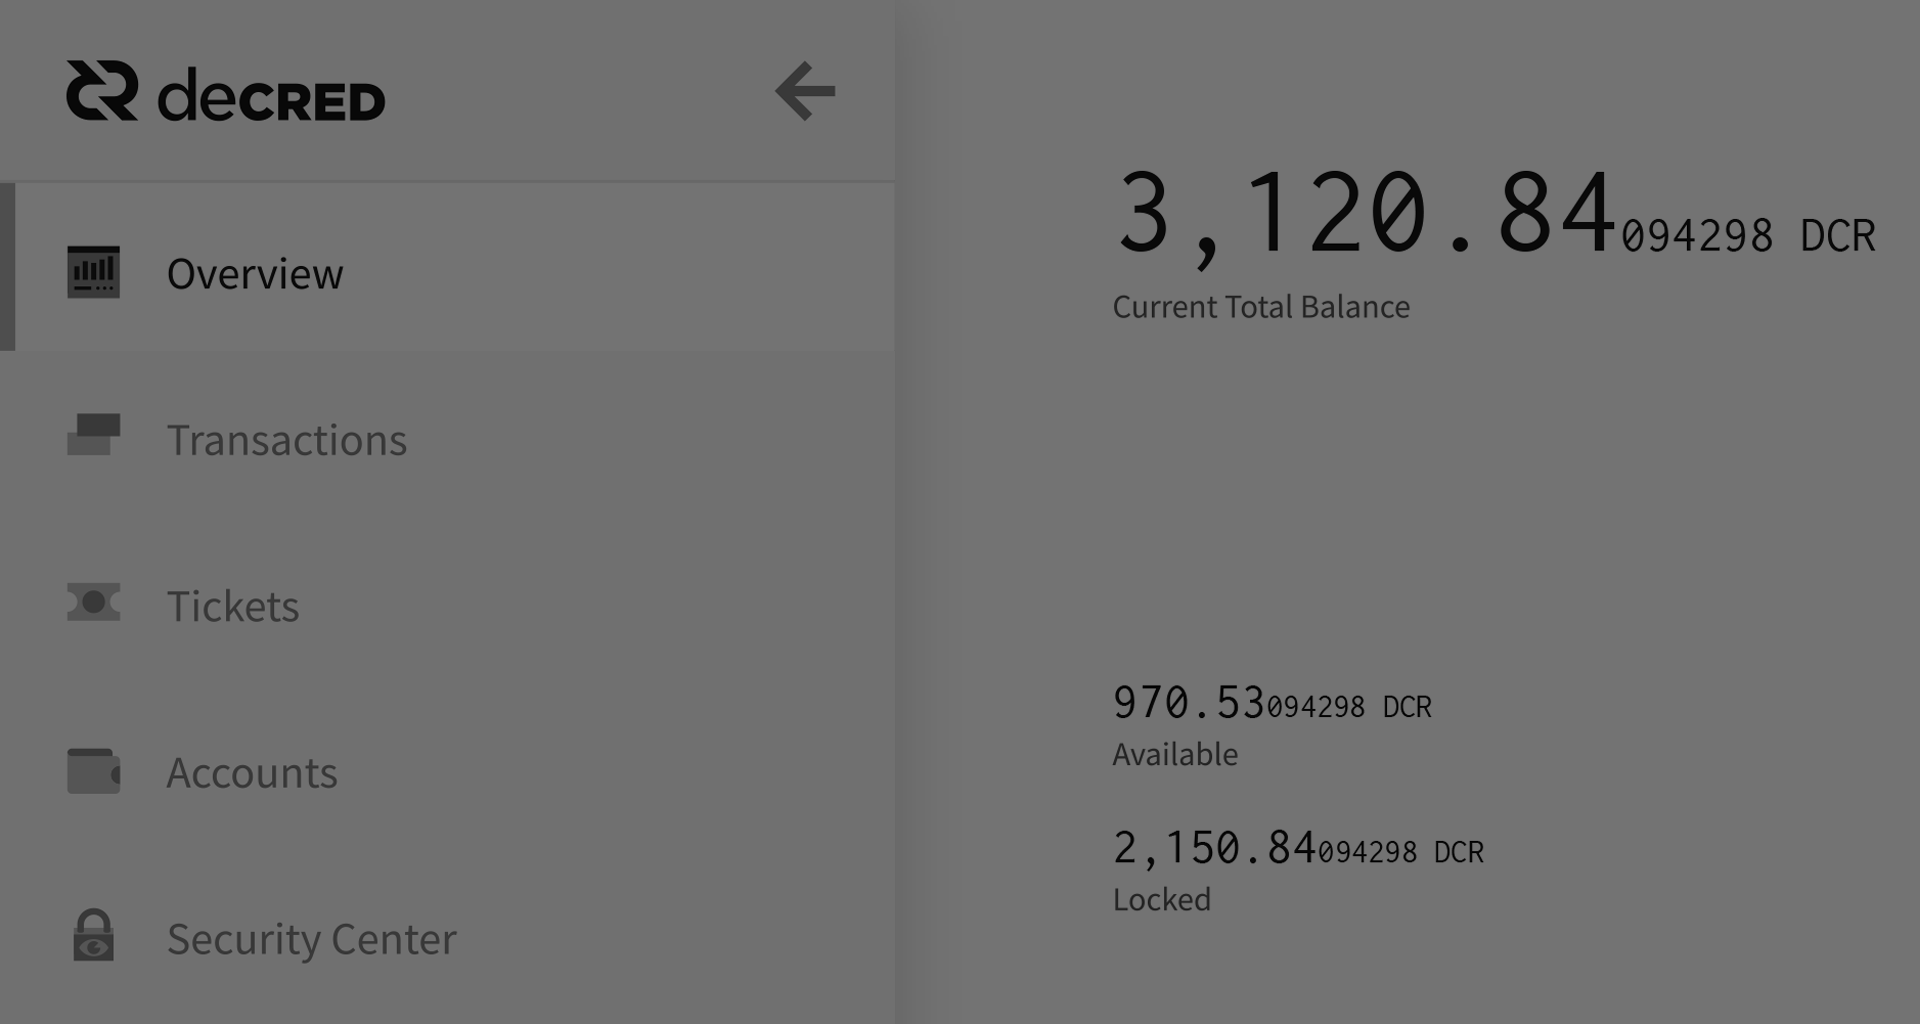 decRED
Overview
Transactions
Tickets
Accounts
Security Center
3,120.84094298 DCR
Current Total Balance
970.53094298 DCR
Available
2,150.84094298 DCR
Locked